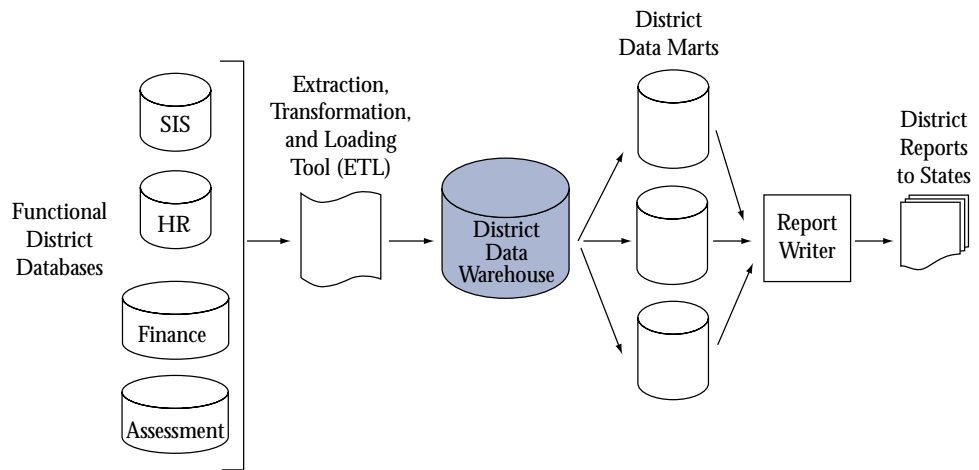 Functional
District
Databases
SIS
HR
Finance
Assessment
Extraction,
Transformation,
and Loading
Tool (ETL)
District
Data
Warehouse
District
Data Marts
Report
Writer
District
Reports
to States